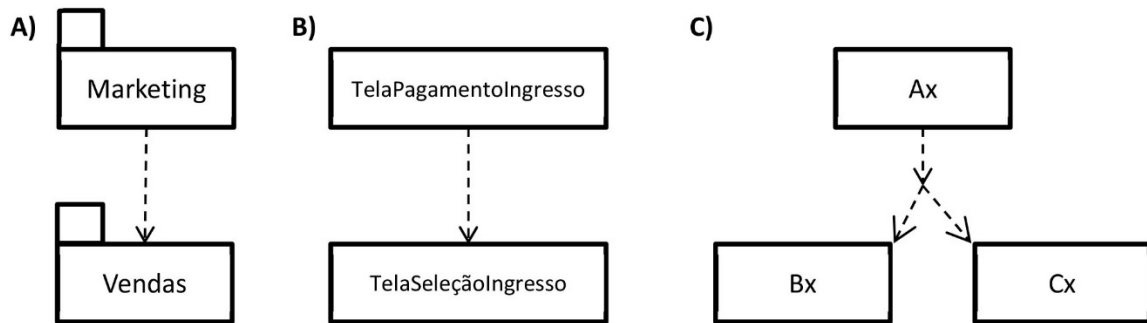 A)
Marketing
Vendas
B)
TelaPagamentoIngresso
TelaSeleçãoIngresso
C)
Ax
Bx
Cx